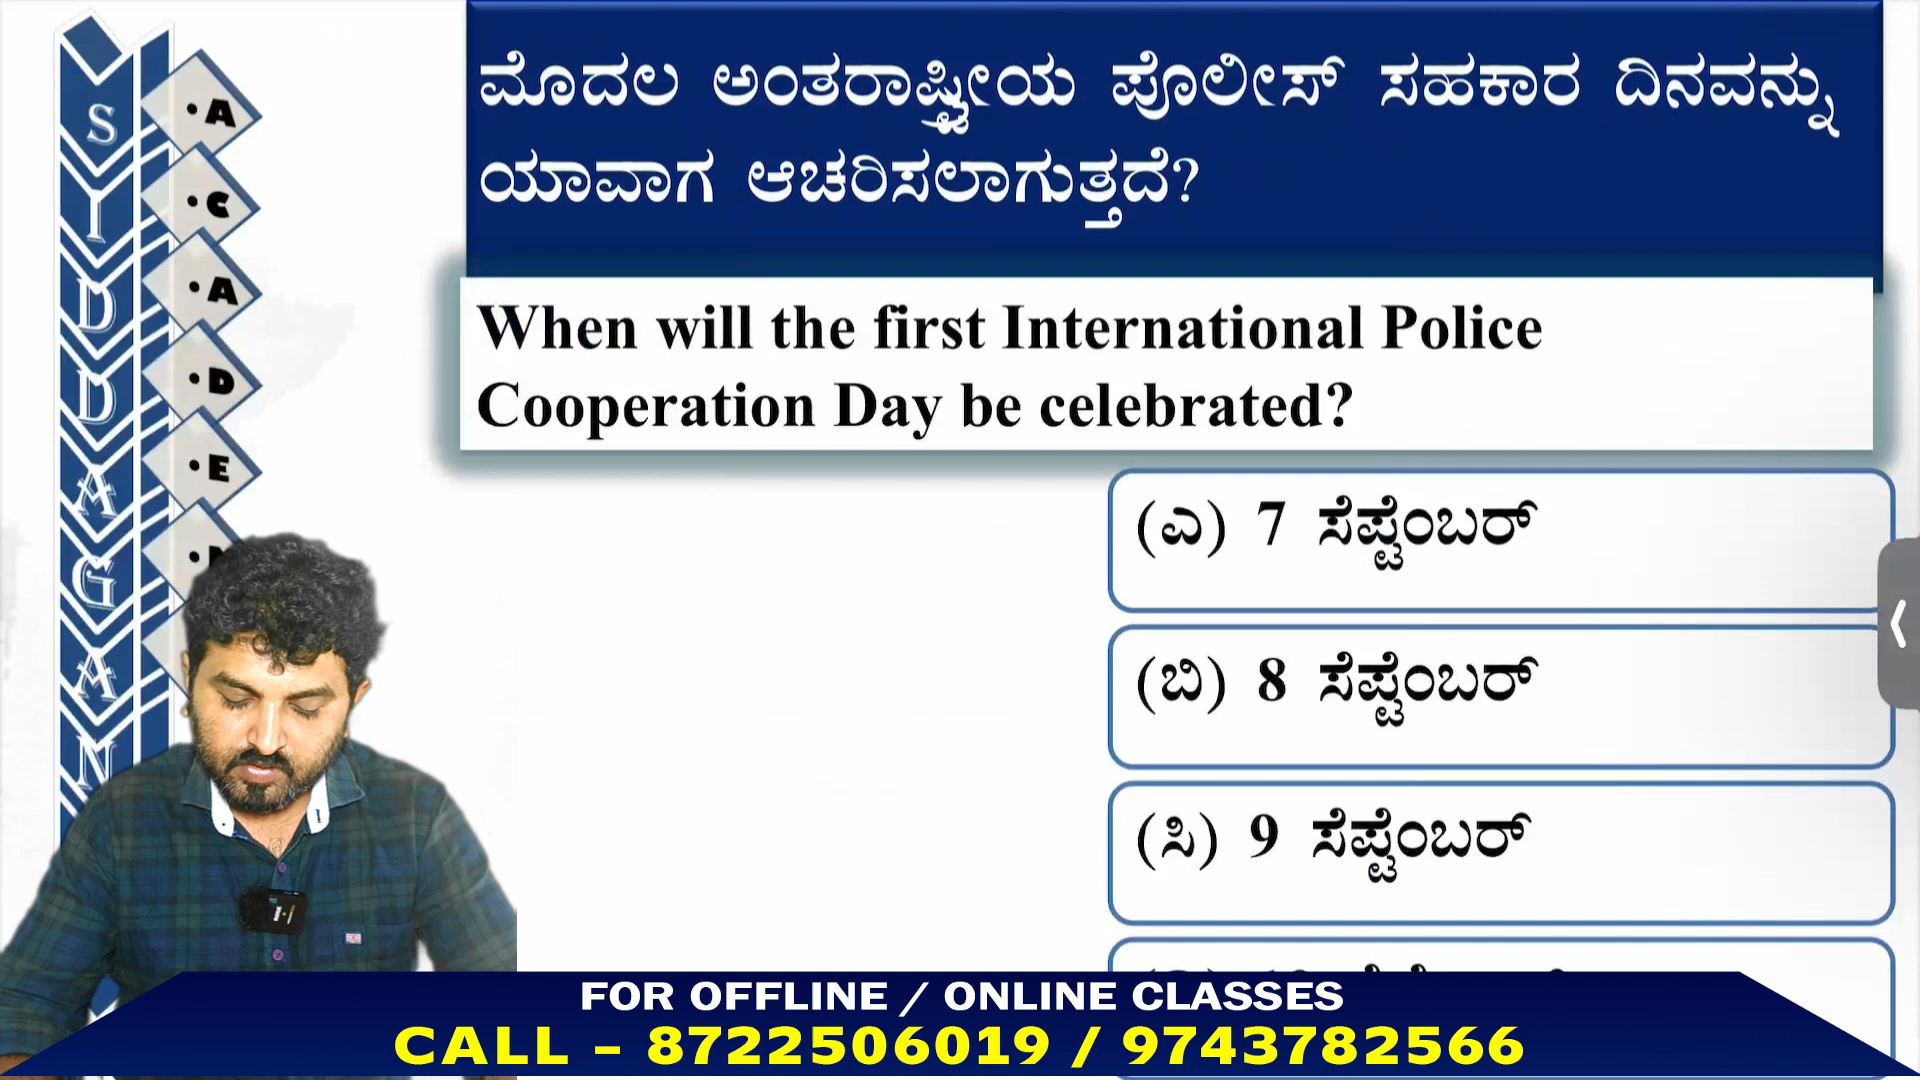 ಮೊದಲ ಅಂತರಾಷ್ಟ್ರೀಯ ಪೊಲೀಸ್ ಸಹಕಾರ ದಿನವನ್ನು
ಯಾವಾಗ ಆಚರಿಸಲಾಗುತ್ತದೆ?
When will the first International Police
Cooperation Day be celebrated?
(ಎ) 7 ಸೆಪ್ಟೆಂಬರ್
(ಬಿ) 8 ಸೆಪ್ಟೆಂಬರ್
(ಸಿ) 9 ಸೆಪ್ಟೆಂಬರ್
S
I
D
D
A
G
A
N
• A
• C
• A
• D
• E
FOR OFFLINE / ONLINE CLASSES
CALL – 8722506019 / 9743782566